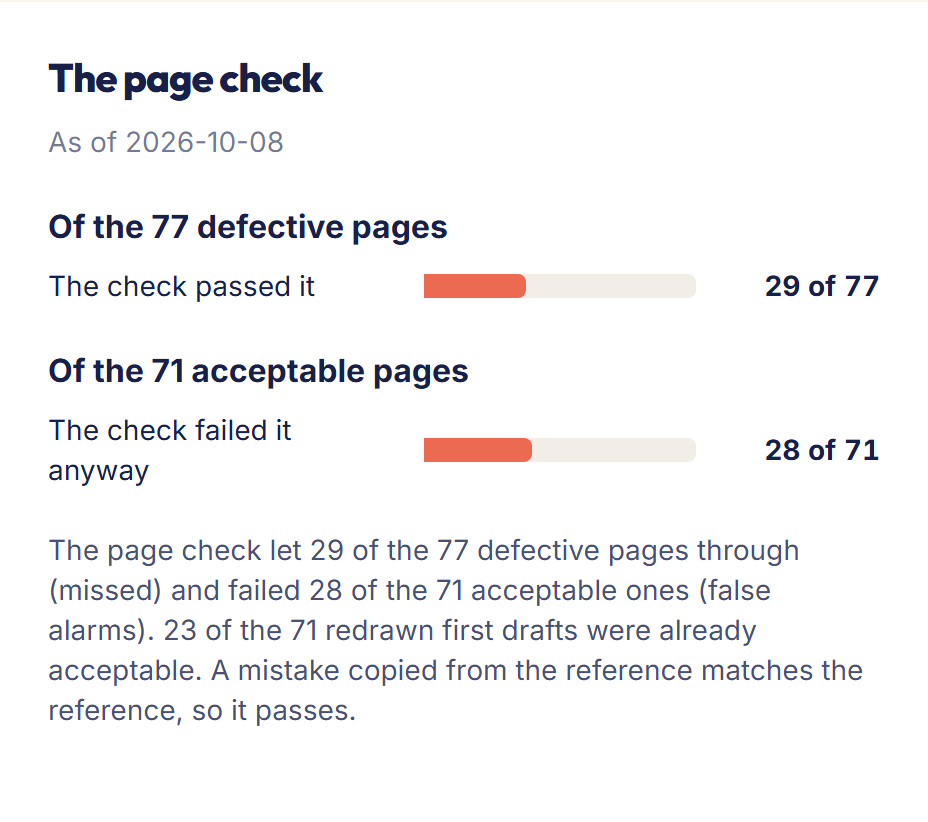 The page check
As of 2026-10-08
Of the 77 defective pages
The check passed it
29 of 77
Of the 71 acceptable pages
The check failed it
anyway
28 of 71
The page check let 29 of the 77 defective pages through
(missed) and failed 28 of the 71 acceptable ones (false
alarms). 23 of the 71 redrawn first drafts were already
acceptable. A mistake copied from the reference matches the
reference, so it passes.